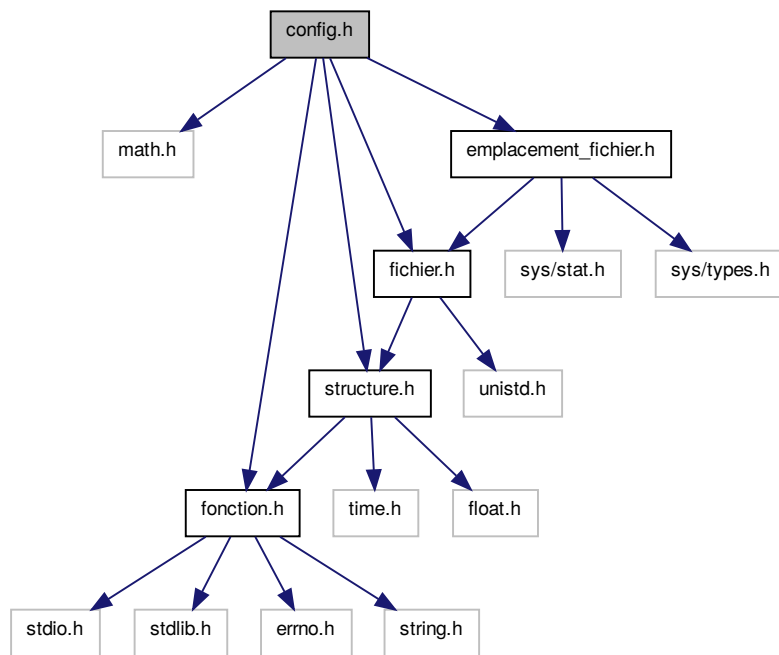 config.h
math.h
emplacement_fichier.h
fichier.h
sys/stat.h
sys/types.h
structure.h
unistd.h
fonction.h
time.h
float.h
stdio.h
stdlib.h
errno.h
string.h